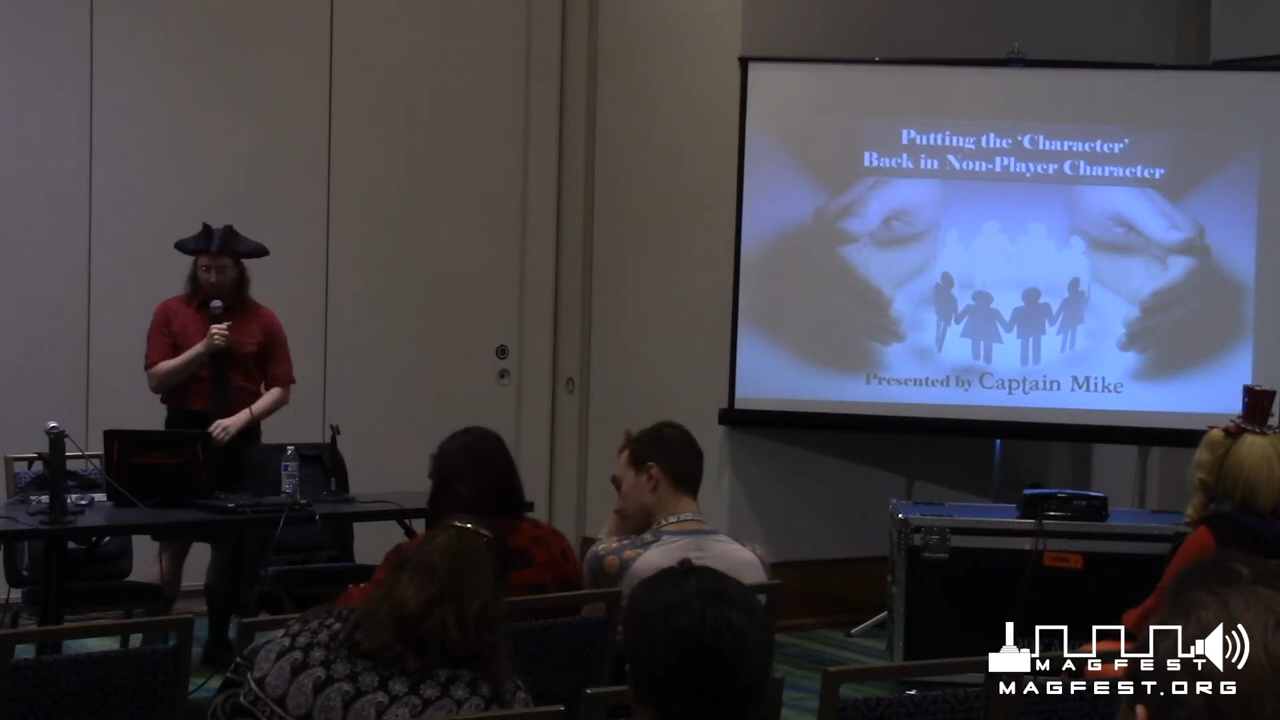 Putting the 'Character'
Back in Non-Player Character
Presented by Captain Mike
MAGFEST
MAGFEST.ORG